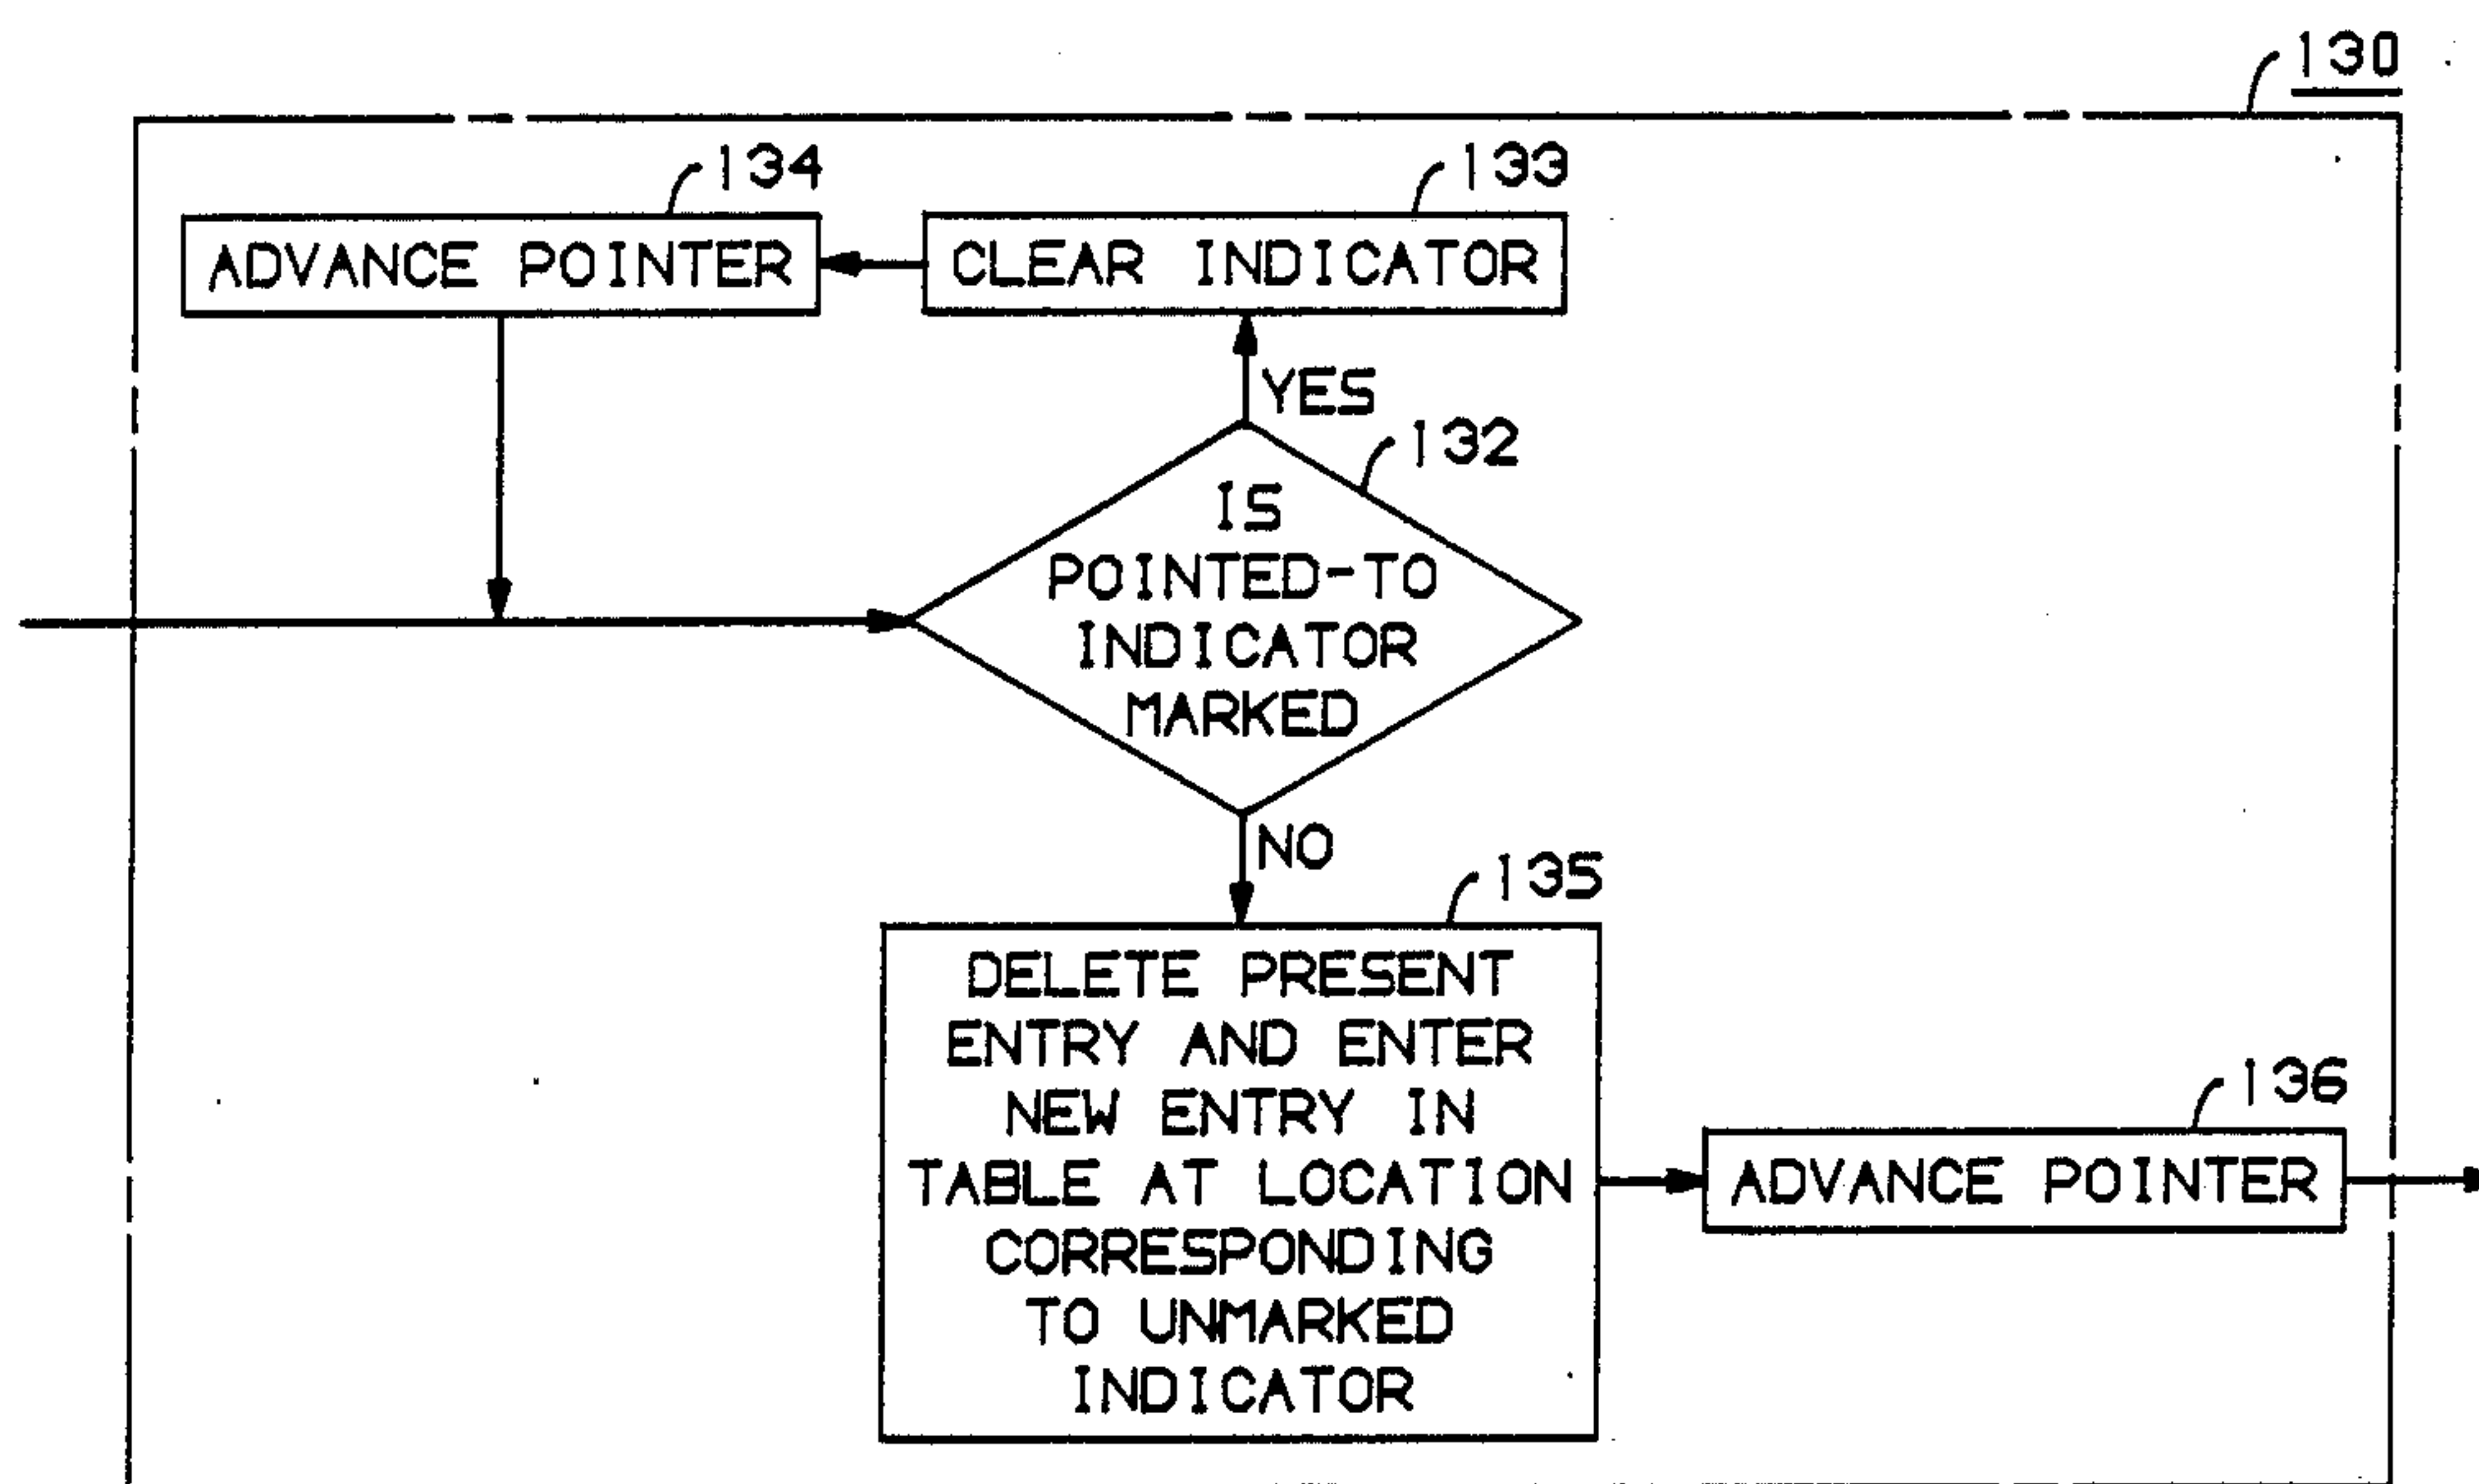 130
134
133
ADVANCE POINTER
CLEAR INDICATOR
YES
132
IS
POINTED-TO
INDICATOR
MARKED
NO
135
DELETE PRESENT
ENTRY AND ENTER
NEW ENTRY IN
TABLE AT LOCATION
CORRESPONDING
TO UNMARKED
INDICATOR
136
ADVANCE POINTER